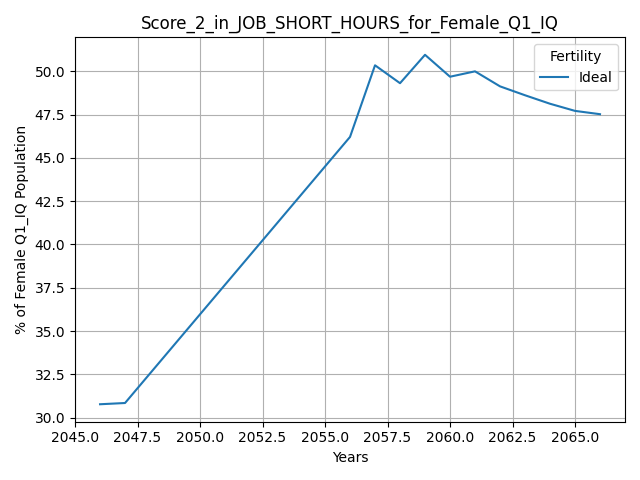 Score_2_in_JOB_SHORT_HOURS_for_Female_Q1_IQ
Fertility
Ideal
% of Female Q1_IQ Population
50.0
47.5
45.0
42.5
40.0
37.5
35.0
32.5
30.0
2045.0 2047.5 2050.0 2052.5 2055.0 2057.5 2060.0 2062.5 2065.0
Years